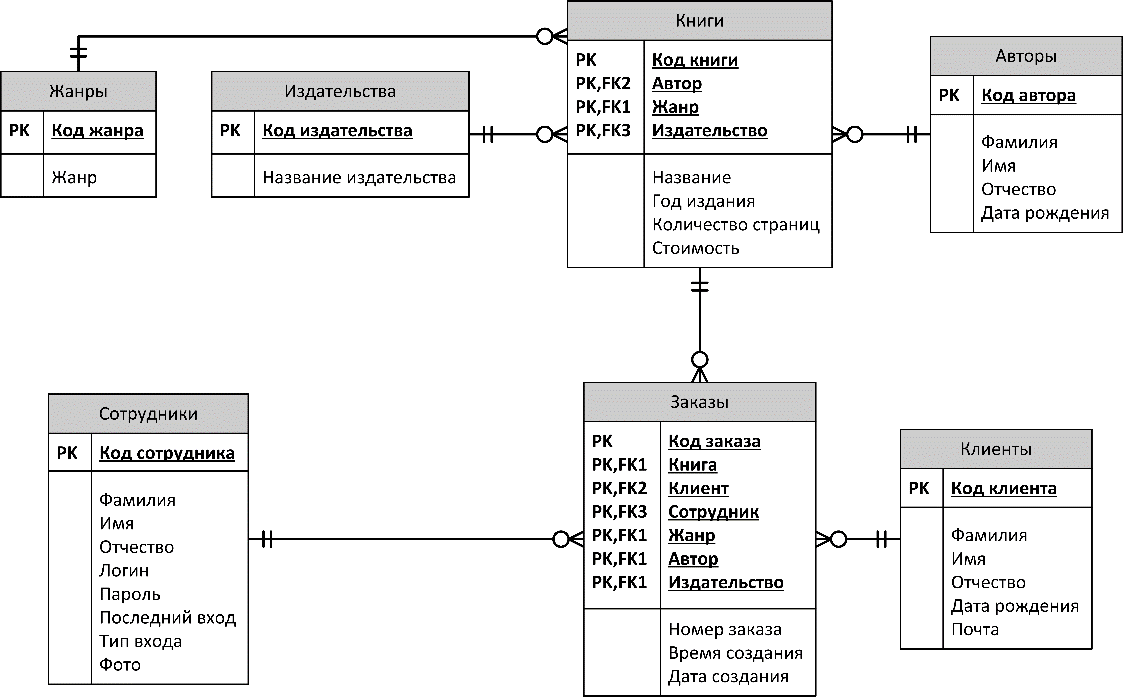 Книги
PK Код книги
PK,FK2 Автор
PK,FK1 Жанр
PK,FK3 Издательство
Название
Год издания
Количество страниц
Стоимость
Авторы
PK Код автора
Фамилия
Имя
Отчество
Дата рождения
Жанры
PK Код жанра
Жанр
Издательства
PK Код издательства
Название издательства
Сотрудники
PK Код сотрудника
Фамилия
Имя
Отчество
Логин
Пароль
Последний вход
Тип входа
Фото
Заказы
PK Код заказа
PK,FK1 Книга
PK,FK2 Клиент
PK,FK3 Сотрудник
PK,FK1 Жанр
PK,FK1 Автор
PK,FK1 Издательство
Номер заказа
Время создания
Дата создания
Клиенты
PK Код клиента
Фамилия
Имя
Отчество
Дата рождения
Почта